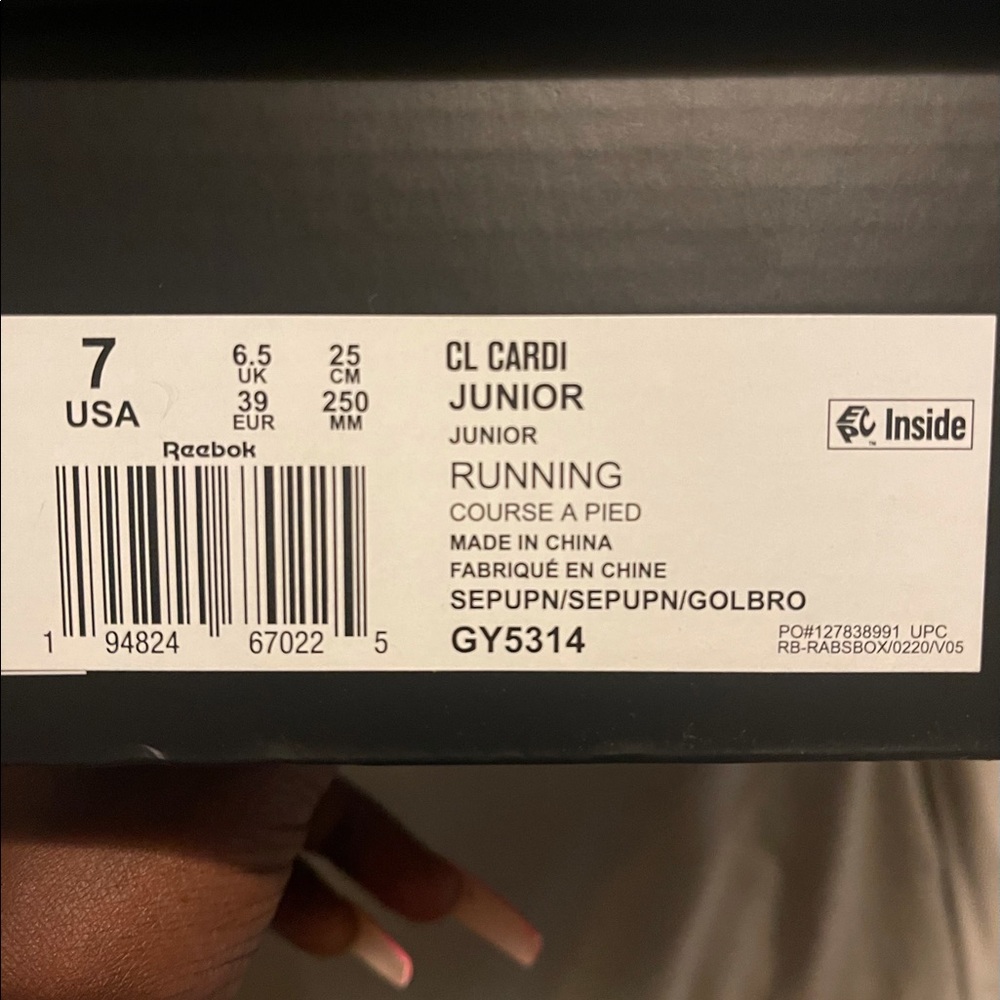 7
USA
6.5
UK
39
EUR
25
CM
250
MM
Reebok
1 94824 67022 5
CL CARDI
JUNIOR
JUNIOR
RUNNING
COURSE A PIED
MADE IN CHINA
FABRIQUÉ EN CHINE
SEPUPN/SEPUPN/GOLBRO
GY5314
EPC™ Inside
PO#127838991 UPC
RB-RABSBOX/0220/V05